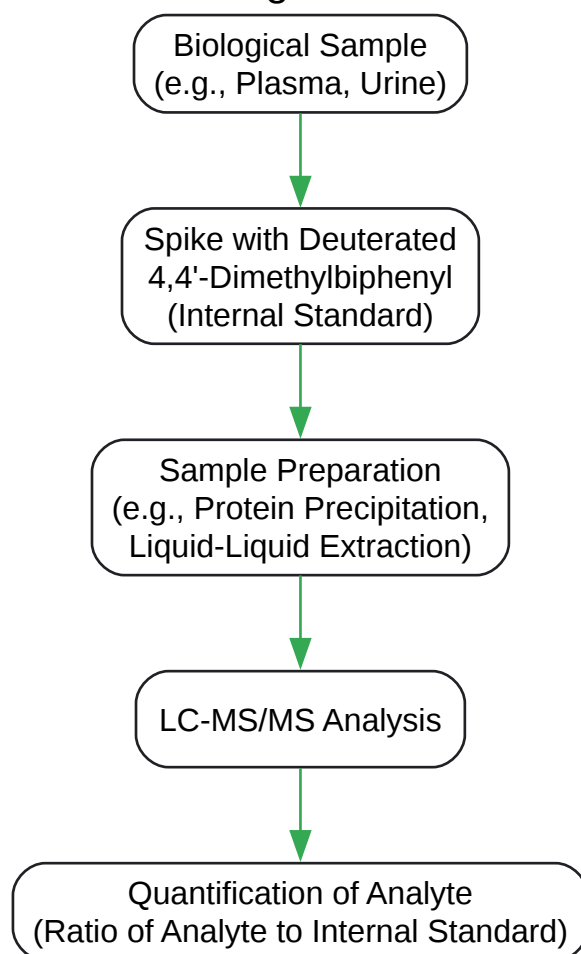 Biological Sample
(e.g., Plasma, Urine)
Spike with Deuterated
4,4'-Dimethylbiphenyl
(Internal Standard)
Sample Preparation
(e.g., Protein Precipitation,
Liquid-Liquid Extraction)
LC-MS/MS Analysis
Quantification of Analyte
(Ratio of Analyte to Internal Standard)